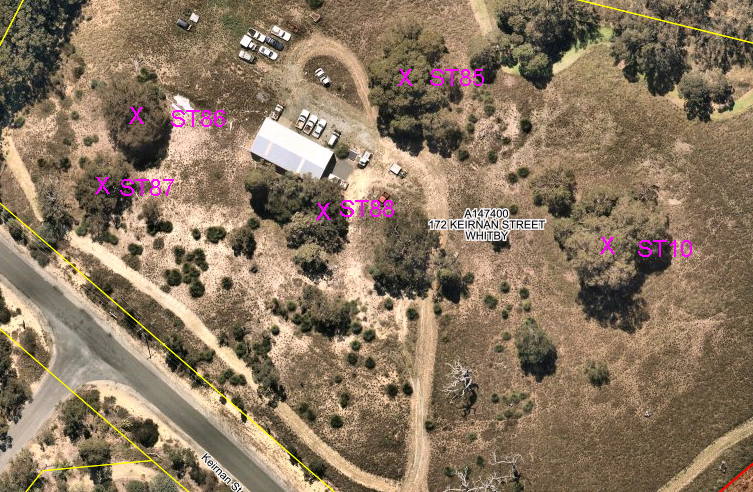 X ST85
X ST86
X ST87
X ST88
A147400
172 KEIRNAN STREET
WHITBY
X ST10
Keirnan St